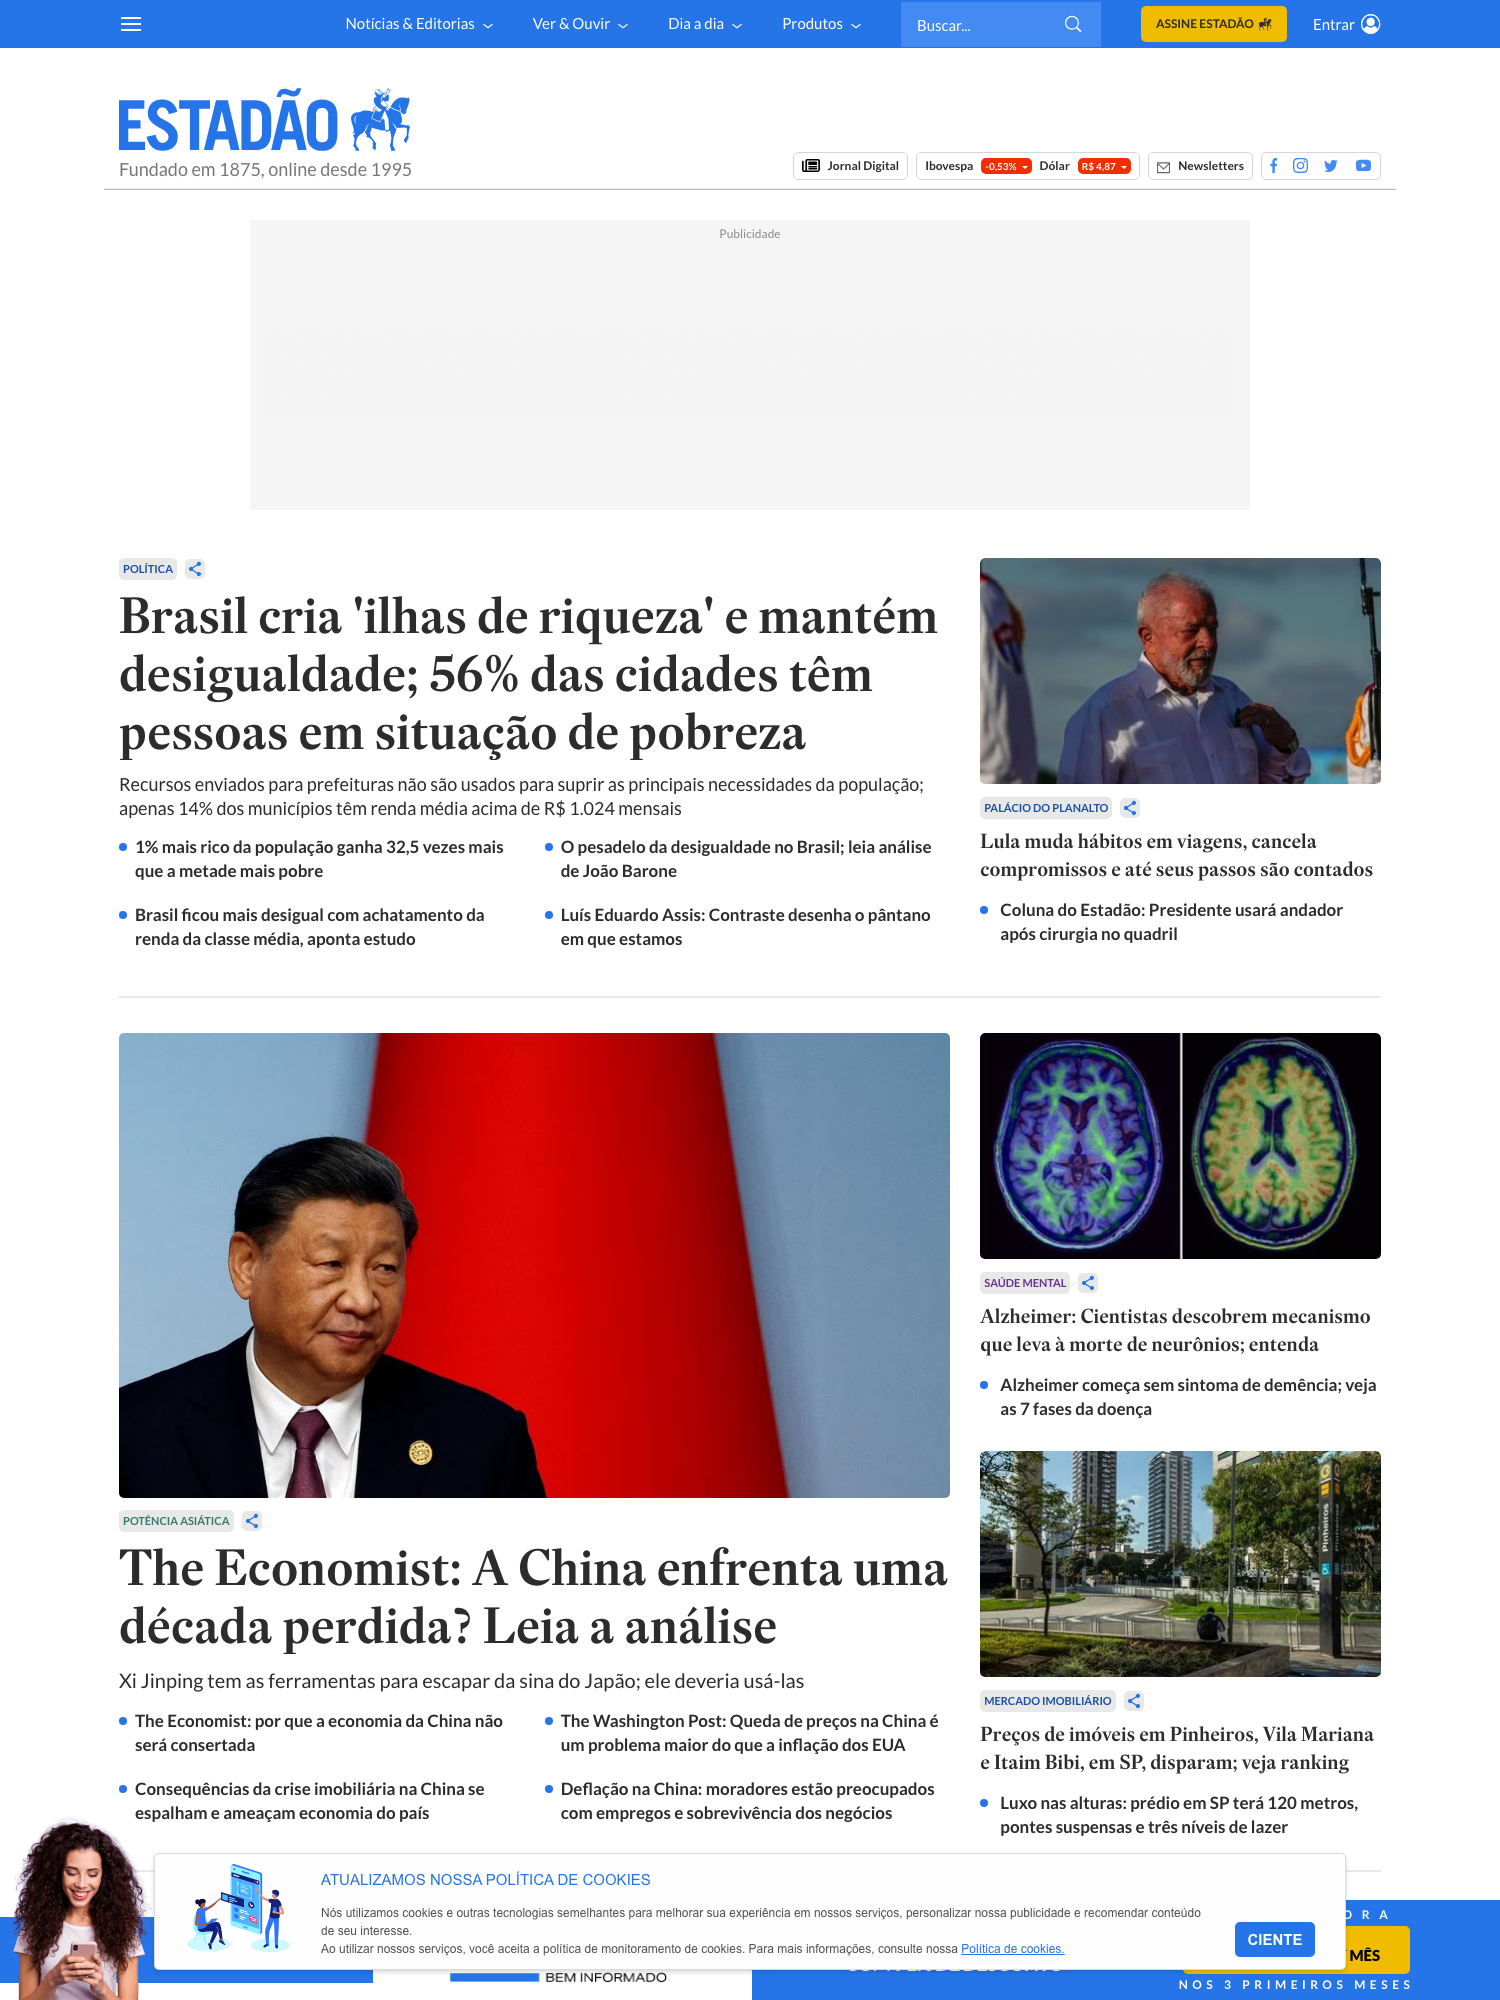 Notícias & Editorias
Ver & Ouvir
Dia a dia
Produtos
Buscar...
ASSINE ESTADÃO
Entrar
ESTADÃO
Fundado em 1875, online desde 1995
Jornal Digital
Ibovespa -0,53% Dólar R$ 4,87
Newsletters
Publicidade
POLÍTICA
Brasil cria 'ilhas de riqueza' e mantém
desigualdade; 56% das cidades têm
pessoas em situação de pobreza
Recursos enviados para prefeituras não são usados para suprir as principais necessidades da população;
apenas 14% dos municípios têm renda média acima de R$ 1.024 mensais
1% mais rico da população ganha 32,5 vezes mais
que a metade mais pobre
Brasil ficou mais desigual com achatamento da
renda da classe média, aponta estudo
O pesadelo da desigualdade no Brasil; leia análise
de João Barone
Luís Eduardo Assis: Contraste desenha o pântano
em que estamos
PALÁCIO DO PLANALTO
Lula muda hábitos em viagens, cancela
compromissos e até seus passos são contados
Coluna do Estadão: Presidente usará andador
após cirurgia no quadril
POTÊNCIA ASIÁTICA
The Economist: A China enfrenta uma
década perdida? Leia a análise
Xi Jinping tem as ferramentas para escapar da sina do Japão; ele deveria usá-las
The Economist: por que a economia da China não
será consertada
Consequências da crise imobiliária na China se
espalham e ameaçam economia do país
The Washington Post: Queda de preços na China é
um problema maior do que a inflação dos EUA
Deflação na China: moradores estão preocupados
com empregos e sobrevivência dos negócios
SAÚDE MENTAL
Alzheimer: Cientistas descobrem mecanismo
que leva à morte de neurônios; entenda
Alzheimer começa sem sintoma de demência; veja
as 7 fases da doença
Pinheiros
MERCADO IMOBILIÁRIO
Preços de imóveis em Pinheiros, Vila Mariana
e Itaim Bibi, em SP, disparam; veja ranking
Luxo nas alturas: prédio em SP terá 120 metros,
pontes suspensas e três níveis de lazer
ATUALIZAMOS NOSSA POLÍTICA DE COOKIES
Nós utilizamos cookies e outras tecnologias semelhantes para melhorar sua experiência em nossos serviços, personalizar nossa publicidade e recomendar conteúdo
de seu interesse.
Ao utilizar nossos serviços, você aceita a política de monitoramento de cookies. Para mais informações, consulte nossa Política de cookies.
CIENTE
ORA
MÊS
BEM INFORMADO
NOS 3 PRIMEIROS MESES